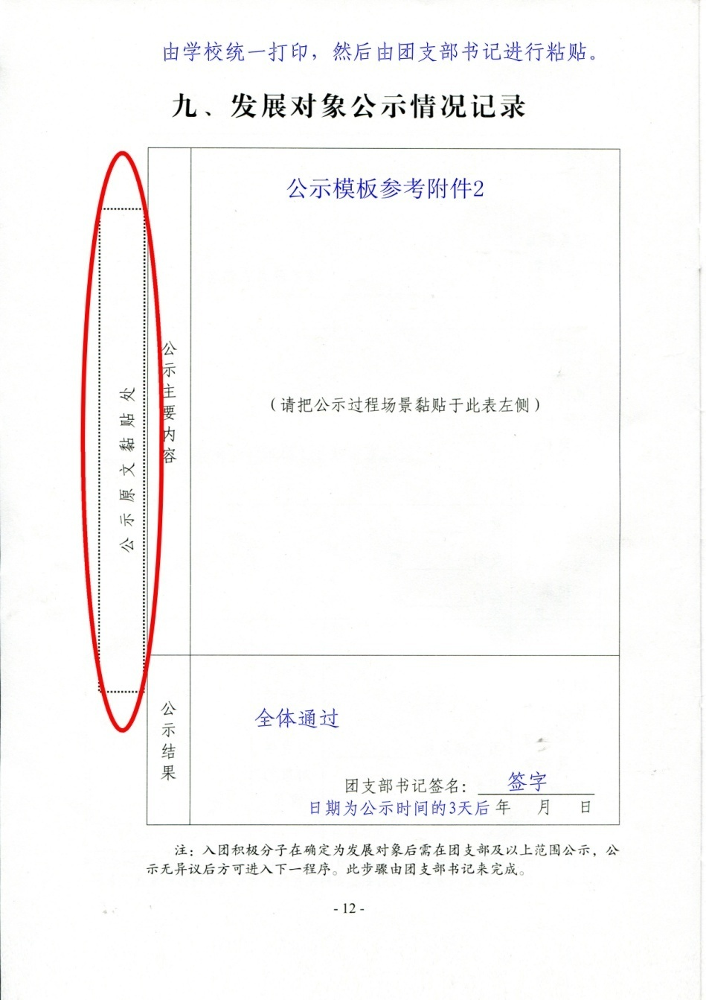 由学校统一打印，然后由团支部书记进行粘贴。
九、发展对象公示情况记录
公示原文黏贴处
公示主要内容
公示模板参考附件2
（请把公示过程场景黏贴于此表左侧）
公示结果
全体通过
团支部书记签名：签字
日期为公示时间的3天后 年 月 日
注：入团积极分子在确定为发展对象后需在团支部及以上范围公示，公
示无异议后方可进入下一程序。此步骤由团支部书记来完成。
- 12 -